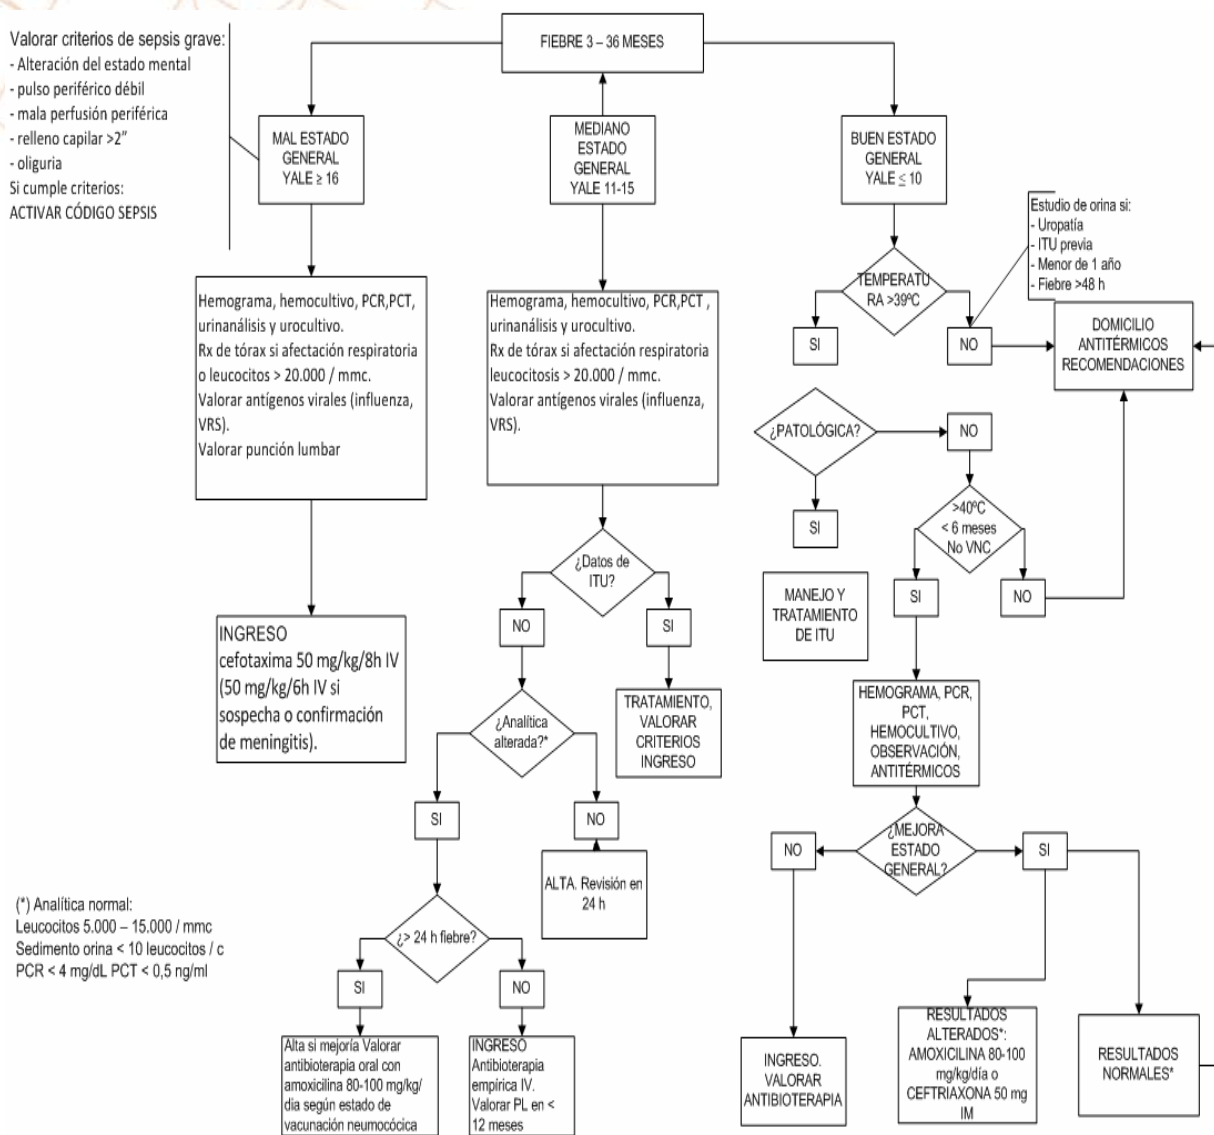 Valorar criterios de sepsis grave:
- Alteración del estado mental
- pulso periférico débil
- mala perfusión periférica
- relleno capilar >2"
- oliguria
Si cumple criterios:
ACTIVAR CÓDIGO SEPSIS
FIEBRE 3 – 36 MESES
MAL ESTADO
GENERAL
YALE ≥ 16
MEDIANO
ESTADO
GENERAL
YALE 11-15
BUEN ESTADO
GENERAL
YALE ≤ 10
Estudio de orina si:
- Uropatía
- ITU previa
- Menor de 1 año
- Fiebre >48 h
TEMPERATU
RA >39ºC
SI
NO
DOMICILIO
ANTITÉRMICOS
RECOMENDACIONES
Hemograma, hemocultivo, PCR,PCT,
urinanálisis y urocultivo.
Rx de tórax si afectación respiratoria
o leucocitos > 20.000 / mmc.
Valorar antígenos virales (influenza,
VRS).
Valorar punción lumbar
Hemograma, hemocultivo, PCR,PCT ,
urinanálisis y urocultivo.
Rx de tórax si afectación respiratoria
leucocitosis > 20.000 / mmc.
Valorar antígenos virales (influenza,
VRS).
¿PATOLÓGICA?
NO
SI
>40ºC
< 6 meses
No VNC
SI
NO
MANEJO Y
TRATAMIENTO
DE ITU
¿Datos de
ITU?
NO
SI
INGRESO
cefotaxima 50 mg/kg/8h IV
(50 mg/kg/6h IV si
sospecha o confirmación
de meningitis).
¿Analítica
alterada?*
TRATAMIENTO,
VALORAR
CRITERIOS
INGRESO
HEMOGRAMA, PCR,
PCT,
HEMOCULTIVO,
OBSERVACIÓN,
ANTITÉRMICOS
SI
NO
ALTA. Revisión en
24 h
¿MEJORA
ESTADO
GENERAL?
NO
SI
(*) Analítica normal:
Leucocitos 5.000 – 15.000 / mmc
Sedimento orina < 10 leucocitos / c
PCR < 4 mg/dL PCT < 0,5 ng/ml
¿> 24 h fiebre?
SI
NO
Alta si mejoría Valorar
antibioterapia oral con
amoxicilina 80-100 mg/kg/
dia según estado de
vacunación neumocócica
INGRESO
Antibioterapia
empírica IV.
Valorar PL en <
12 meses
INGRESO.
VALORAR
ANTIBIOTERAPIA
RESULTADOS
ALTERADOS*:
AMOXICILINA 80-100
mg/kg/día o
CEFTRIAXONA 50 mg
IM
RESULTADOS
NORMALES*